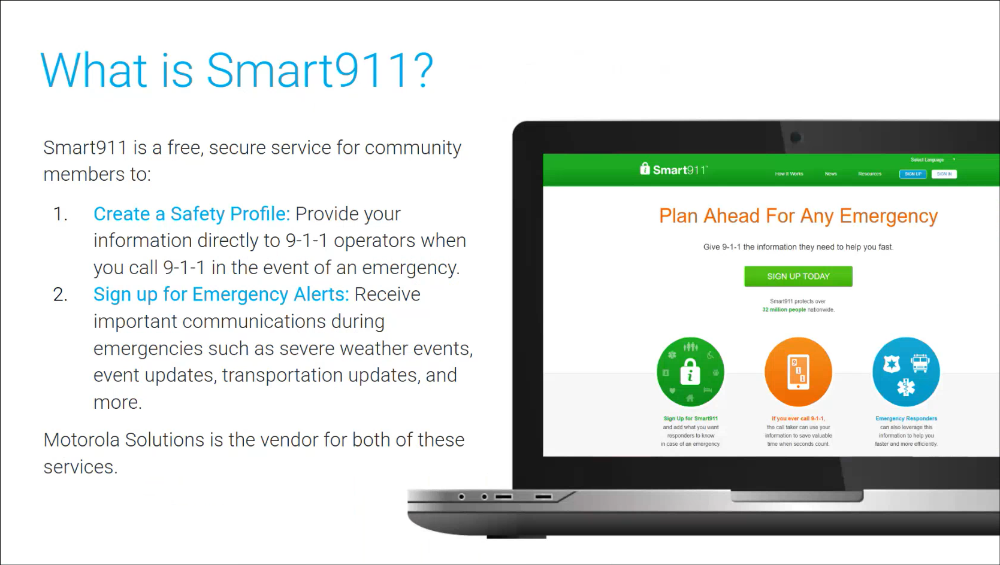 What is Smart911?
Smart911 is a free, secure service for community
members to:
1. Create a Safety Profile: Provide your
information directly to 9-1-1 operators when
you call 9-1-1 in the event of an emergency.
2. Sign up for Emergency Alerts: Receive
important communications during
emergencies such as severe weather events,
event updates, transportation updates, and
more.
Motorola Solutions is the vendor for both of these
services.
Select Language
Smart911™
How It Works News Resources SIGN UP SIGN IN
Plan Ahead For Any Emergency
Give 9-1-1 the information they need to help you fast.
SIGN UP TODAY
Smart911 protects over
32 million people nationwide.
i
9
1
1
Sign Up for Smart911
and add what you want
responders to know
in case of an emergency.
If you ever call 9-1-1,
the call taker can use your
information to save valuable
time when seconds count.
Emergency Responders
can also leverage this
information to help you
faster and more efficiently.